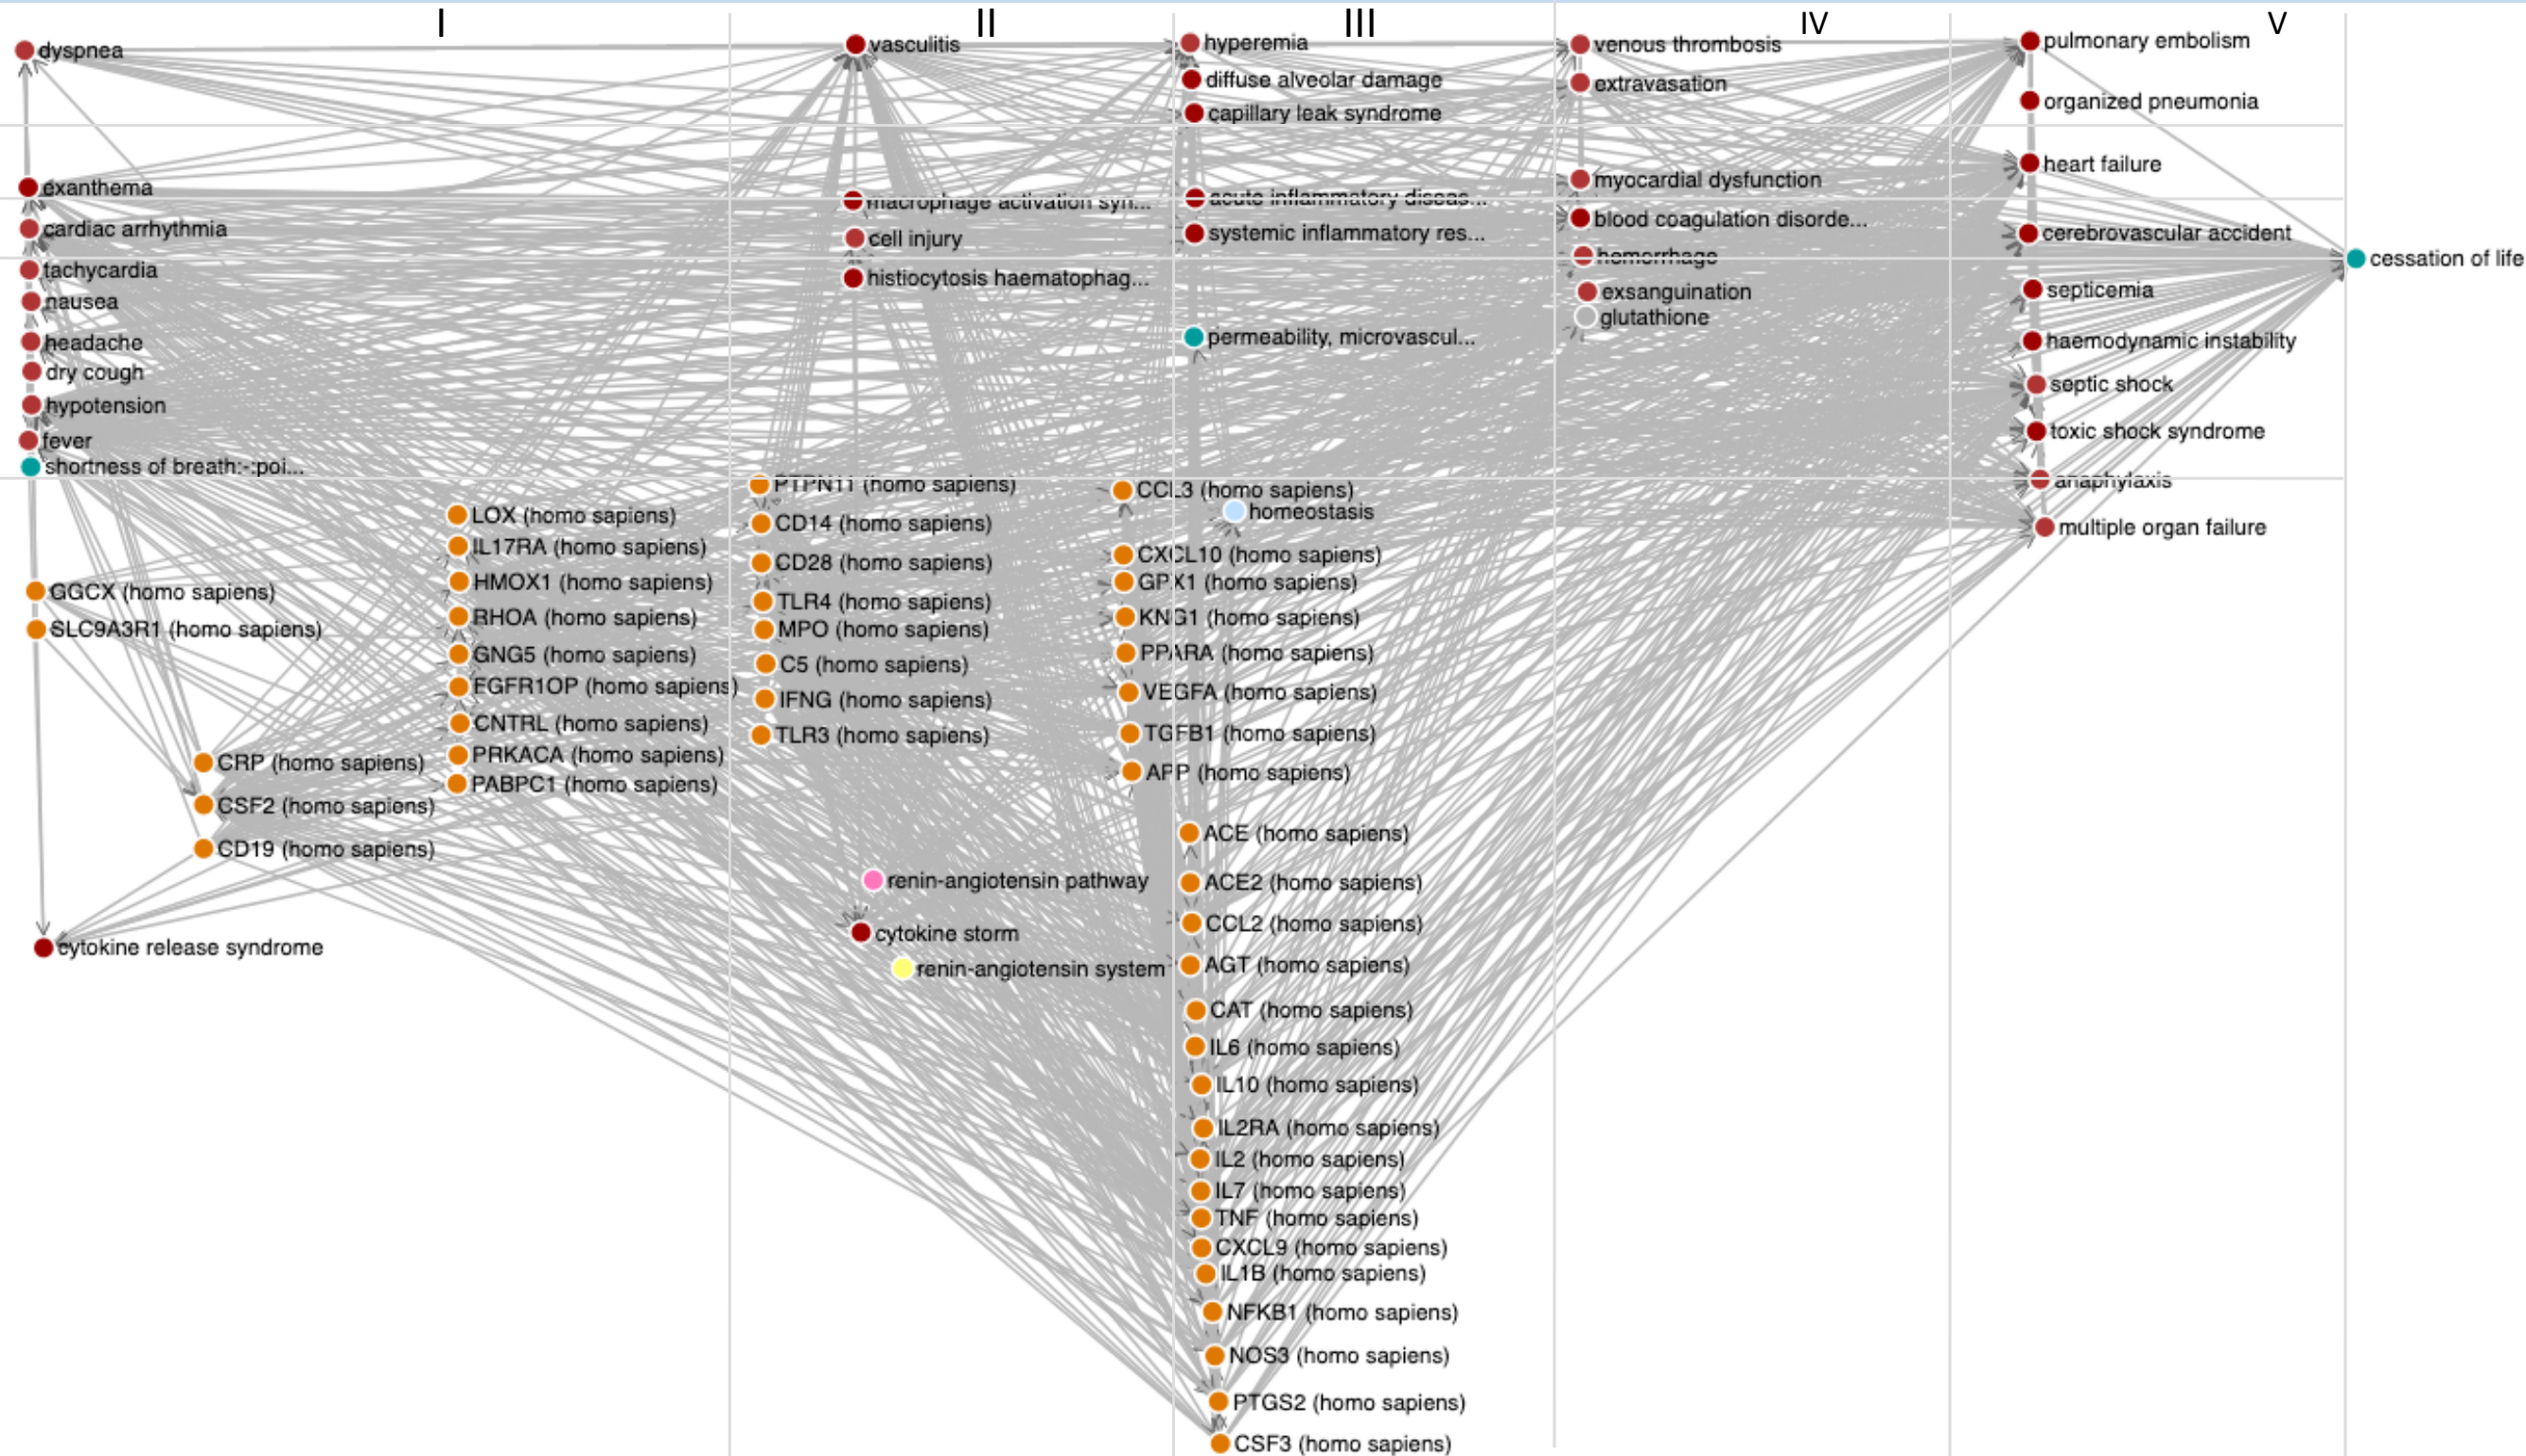 I
II
III
IV
V
dyspnea
exanthema
cardiac arrhythmia
tachycardia
nausea
headache
dry cough
hypotension
fever
shortness of breath:-:poi...
GGCX (homo sapiens)
SLC9A3R1 (homo sapiens)
CRP (homo sapiens)
CSF2 (homo sapiens)
CD19 (homo sapiens)
cytokine release syndrome
LOX (homo sapiens)
IL17RA (homo sapiens)
HMOX1 (homo sapiens)
RHOA (homo sapiens)
GNG5 (homo sapiens)
EGFR1OP (homo sapiens)
CNTRL (homo sapiens)
PRKACA (homo sapiens)
PABPC1 (homo sapiens)
vasculitis
macrophage activation syn...
cell injury
histiocytosis haematophag...
PTPN11 (homo sapiens)
CD14 (homo sapiens)
CD28 (homo sapiens)
TLR4 (homo sapiens)
MPO (homo sapiens)
C5 (homo sapiens)
IFNG (homo sapiens)
TLR3 (homo sapiens)
renin-angiotensin pathway
cytokine storm
renin-angiotensin system
hyperemia
diffuse alveolar damage
capillary leak syndrome
acute inflammatory diseas...
systemic inflammatory res...
permeability, microvascul...
CCL3 (homo sapiens)
homeostasis
CXCL10 (homo sapiens)
GPX1 (homo sapiens)
KNG1 (homo sapiens)
PPARA (homo sapiens)
VEGFA (homo sapiens)
TGFB1 (homo sapiens)
APP (homo sapiens)
ACE (homo sapiens)
ACE2 (homo sapiens)
CCL2 (homo sapiens)
AGT (homo sapiens)
CAT (homo sapiens)
IL6 (homo sapiens)
IL10 (homo sapiens)
IL2RA (homo sapiens)
IL2 (homo sapiens)
IL7 (homo sapiens)
TNF (homo sapiens)
CXCL9 (homo sapiens)
IL1B (homo sapiens)
NFKB1 (homo sapiens)
NOS3 (homo sapiens)
PTGS2 (homo sapiens)
CSF3 (homo sapiens)
venous thrombosis
extravasation
myocardial dysfunction
blood coagulation disorde...
hemorrhage
exsanguination
glutathione
pulmonary embolism
organized pneumonia
heart failure
cerebrovascular accident
septicemia
haemodynamic instability
septic shock
toxic shock syndrome
anaphylaxis
multiple organ failure
cessation of life